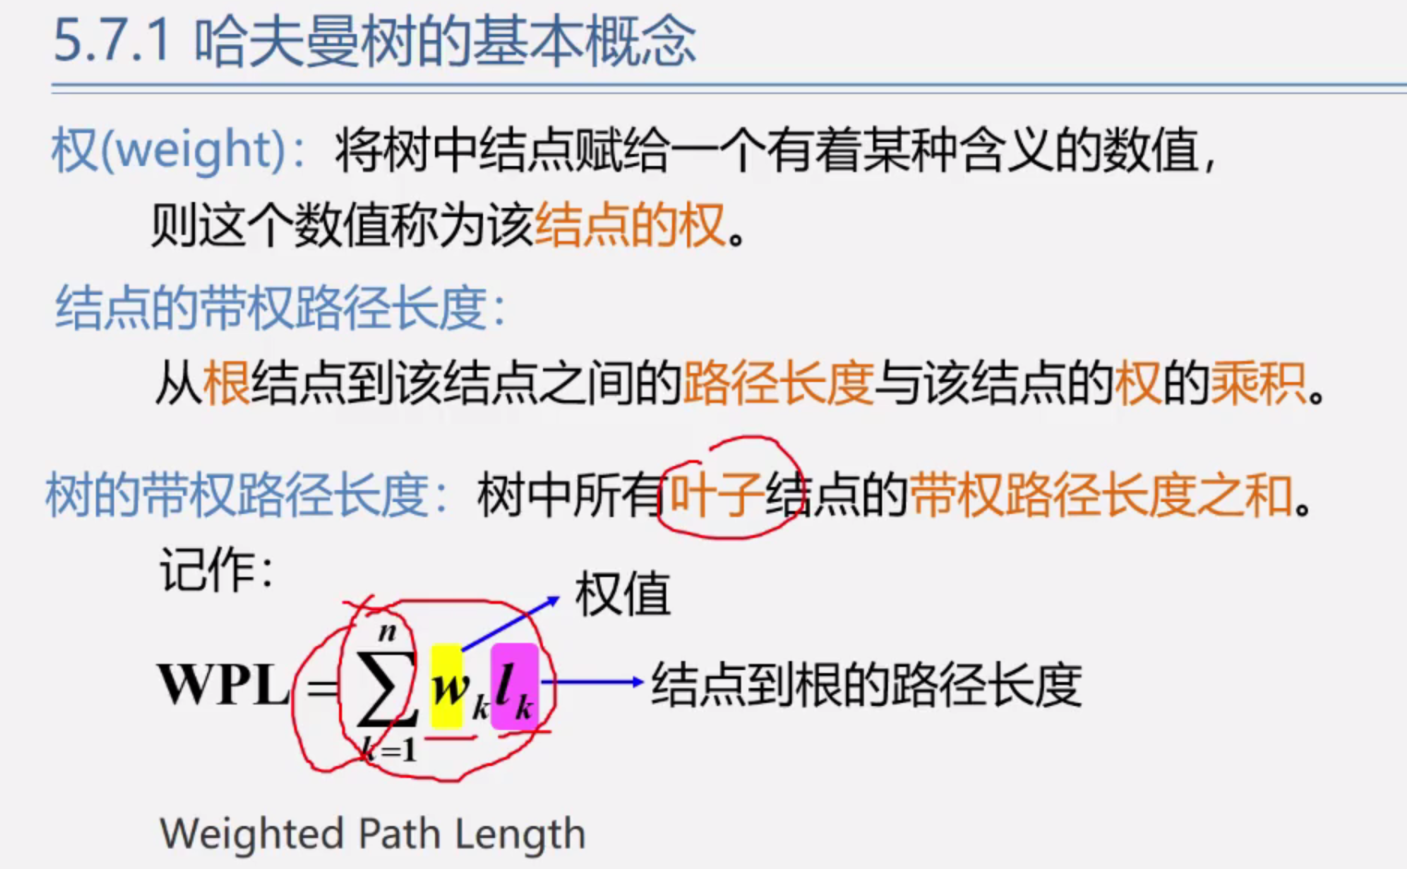 5.7.1 哈夫曼树的基本概念
权(weight)：将树中结点赋给一个有着某种含义的数值，
则这个数值称为该结点的权。
结点的带权路径长度：
从根结点到该结点之间的路径长度与该结点的权的乘积。
树的带权路径长度：树中所有叶子结点的带权路径长度之和。
记作：
权值
n
WPL = ∑ wₖlₖ
k=1
结点到根的路径长度
Weighted Path Length